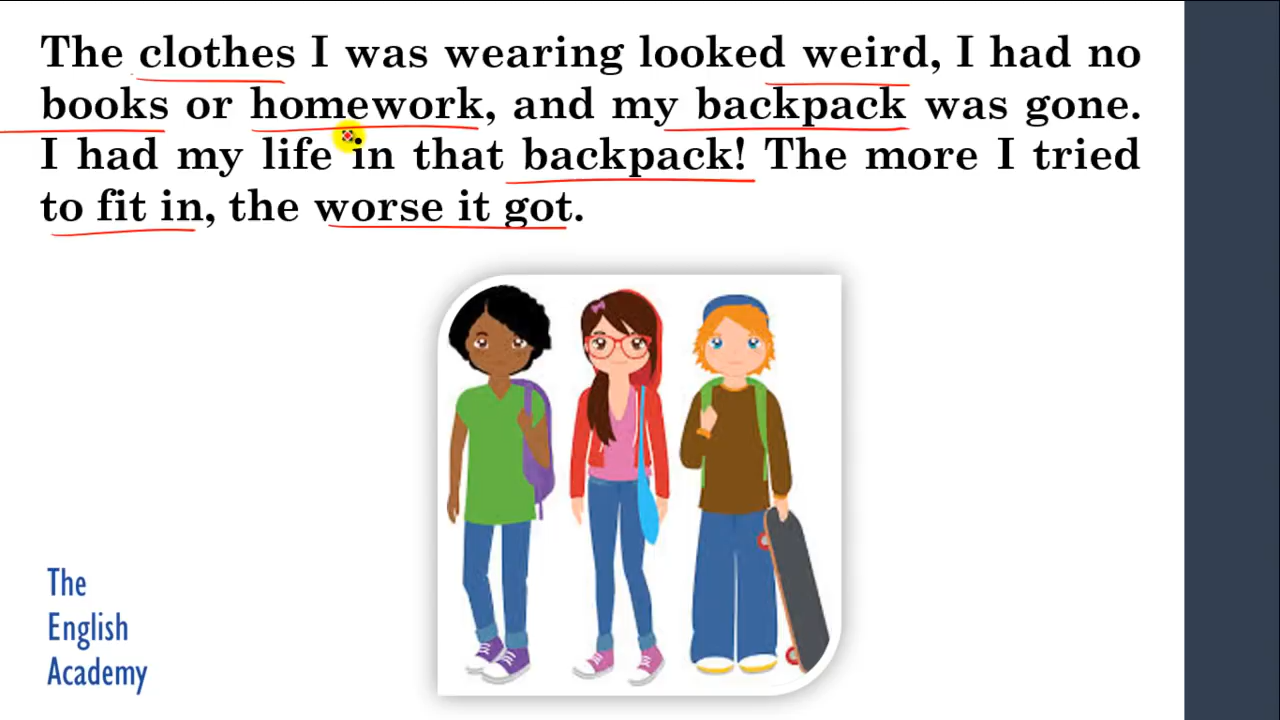 The clothes I was wearing looked weird, I had no
books or homework, and my backpack was gone.
I had my life in that backpack! The more I tried
to fit in, the worse it got.
The
English
Academy